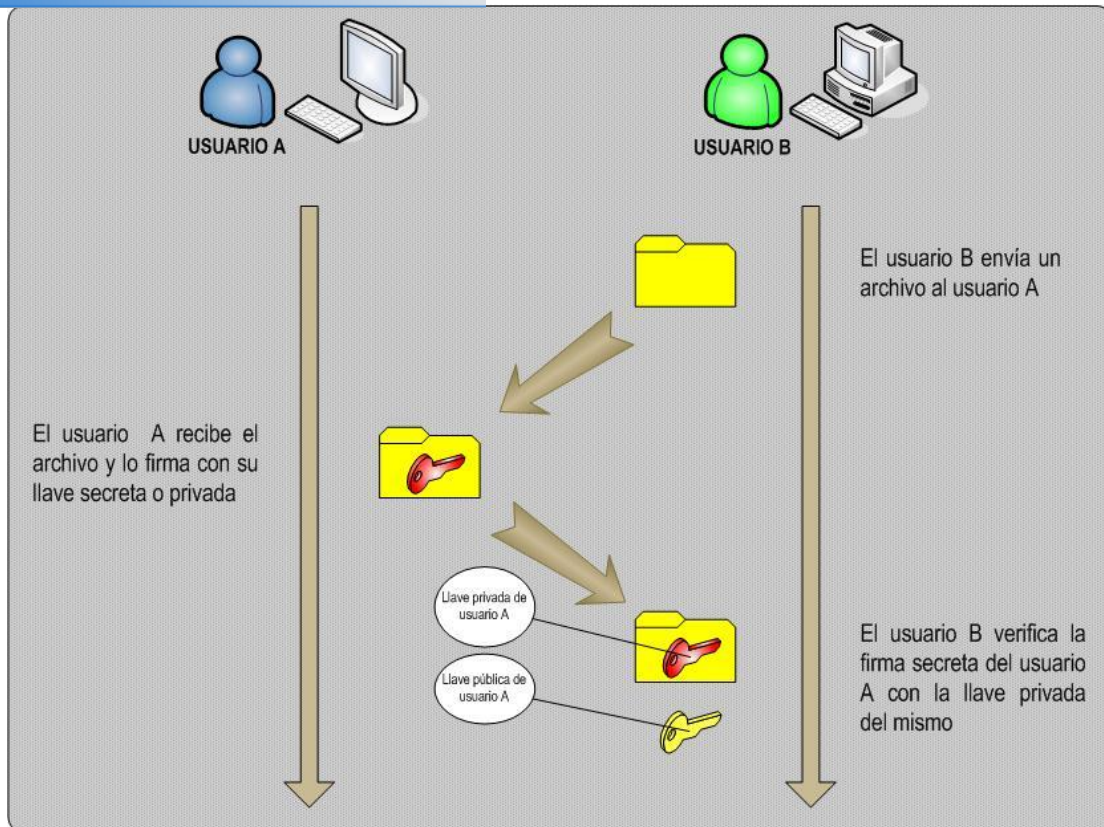 USUARIO A
USUARIO B
El usuario B envía un
archivo al usuario A
El usuario A recibe el
archivo y lo firma con su
llave secreta o privada
Llave privada de
usuario A
Llave pública de
usuario A
El usuario B verifica la
firma secreta del usuario
A con la llave privada
del mismo